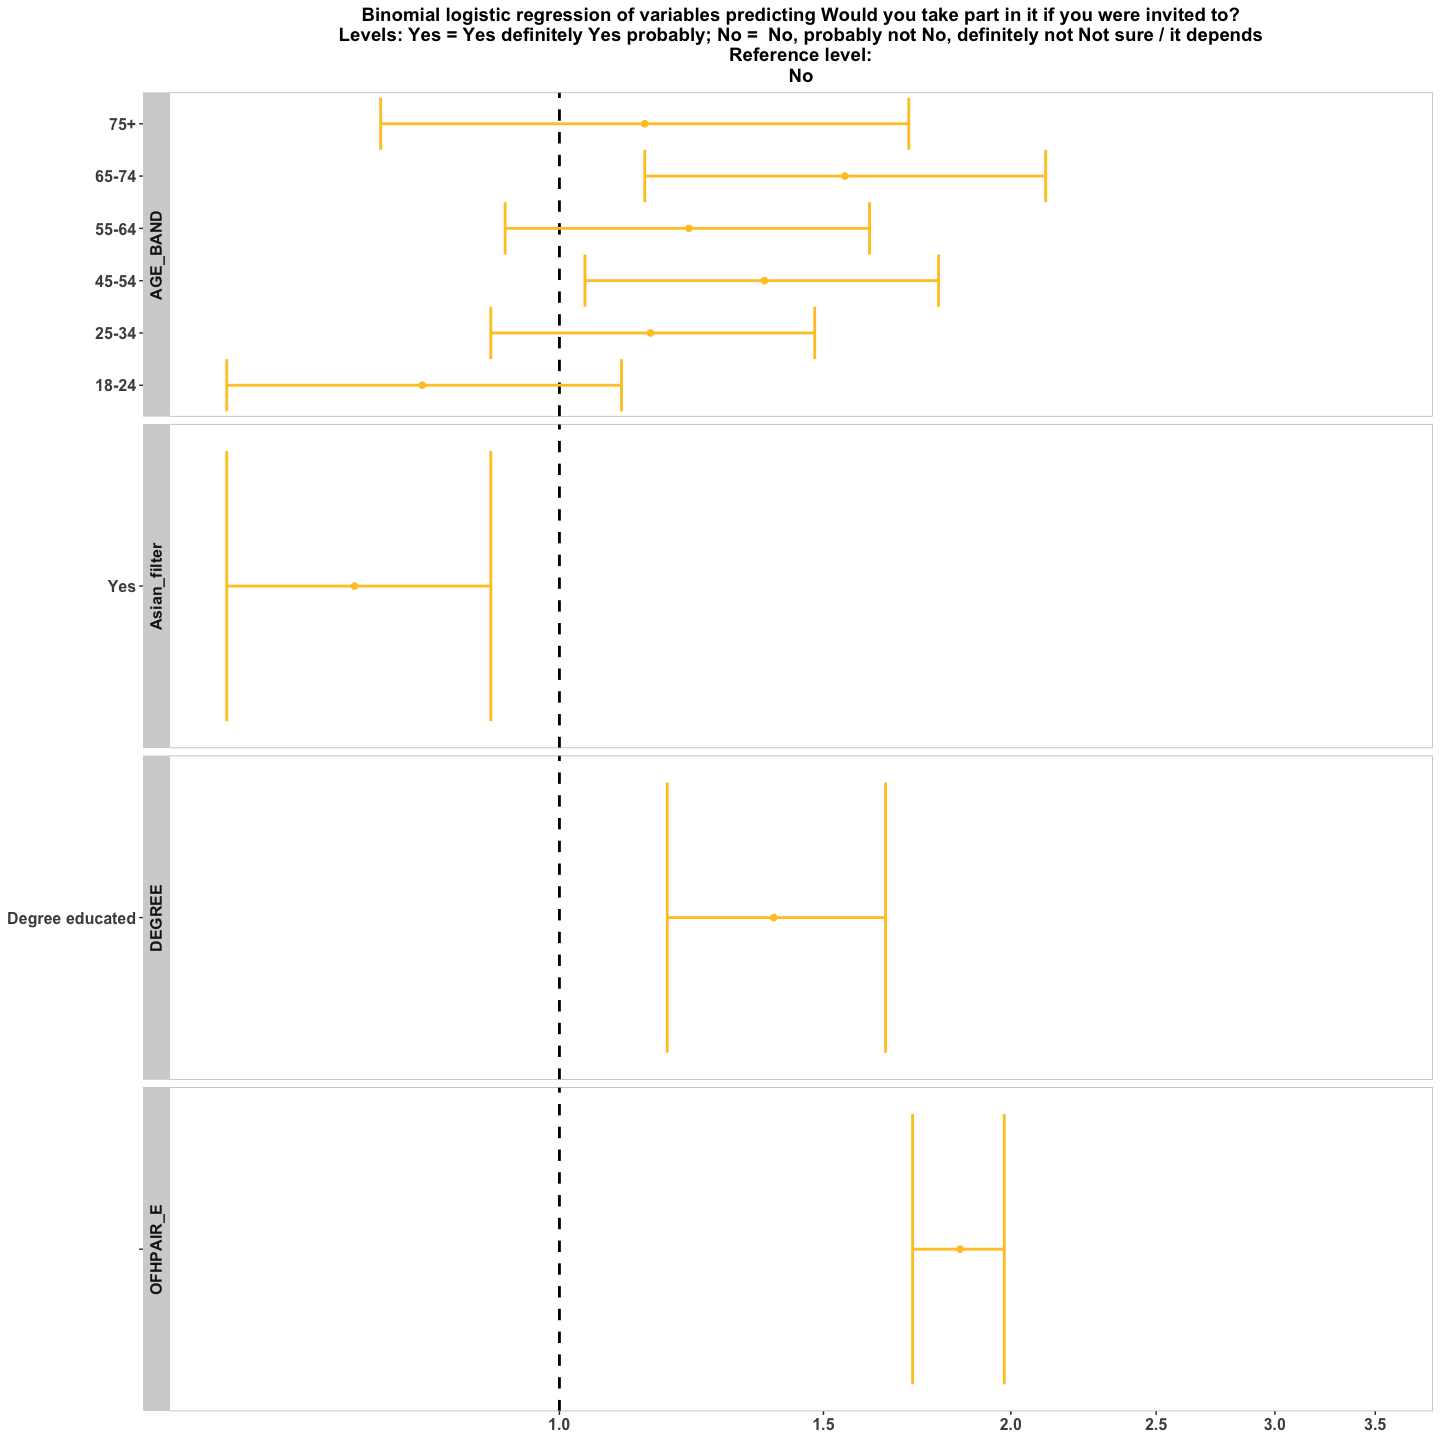 Binomial logistic regression of variables predicting Would you take part in it if you were invited to?
Levels: Yes = Yes definitely Yes probably; No =  No, probably not No, definitely not Not sure / it depends
Reference level:
No
AGE_BAND
75+
65-74
55-64
45-54
25-34
18-24
Asian_filter
Yes
DEGREE
Degree educated
OFHPAIR_E
1.0 1.5 2.0 2.5 3.0 3.5